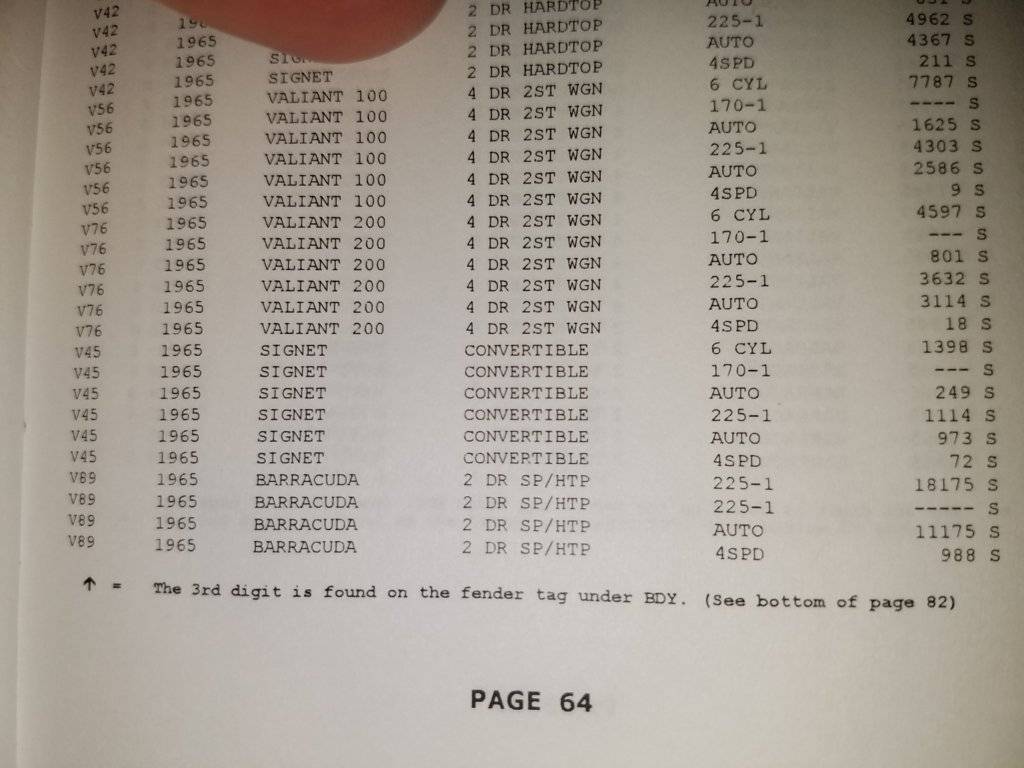 V42
V42 2 DR HARDTOP AUTO
V42 1965 2 DR HARDTOP 225-1 4962 S
V42 1965 2 DR HARDTOP AUTO 4367 S
V42 1965 SIGNET 2 DR HARDTOP 4SPD 211 S
V56 1965 VALIANT 100 4 DR 2ST WGN 6 CYL 7787 S
V56 1965 VALIANT 100 4 DR 2ST WGN 170-1 ---- S
V56 1965 VALIANT 100 4 DR 2ST WGN AUTO 1625 S
V56 1965 VALIANT 100 4 DR 2ST WGN 225-1 4303 S
V56 1965 VALIANT 100 4 DR 2ST WGN AUTO 2586 S
V56 1965 VALIANT 100 4 DR 2ST WGN 4SPD 9 S
V76 1965 VALIANT 200 4 DR 2ST WGN 6 CYL 4597 S
V76 1965 VALIANT 200 4 DR 2ST WGN 170-1 --- S
V76 1965 VALIANT 200 4 DR 2ST WGN AUTO 801 S
V76 1965 VALIANT 200 4 DR 2ST WGN 225-1 3632 S
V76 1965 VALIANT 200 4 DR 2ST WGN AUTO 3114 S
V76 1965 VALIANT 200 4 DR 2ST WGN 4SPD 18 S
V45 1965 SIGNET CONVERTIBLE 6 CYL 1398 S
V45 1965 SIGNET CONVERTIBLE 170-1 --- S
V45 1965 SIGNET CONVERTIBLE AUTO 249 S
V45 1965 SIGNET CONVERTIBLE 225-1 1114 S
V45 1965 SIGNET CONVERTIBLE AUTO 973 S
V45 1965 SIGNET CONVERTIBLE 4SPD 72 S
V89 1965 BARRACUDA 2 DR SP/HTP 225-1 18175 S
V89 1965 BARRACUDA 2 DR SP/HTP 225-1 ----- S
V89 1965 BARRACUDA 2 DR SP/HTP AUTO 11175 S
V89 1965 BARRACUDA 2 DR SP/HTP 4SPD 988 S
↑ = The 3rd digit is found on the fender tag under BDY. (See bottom of page 82)
PAGE 64